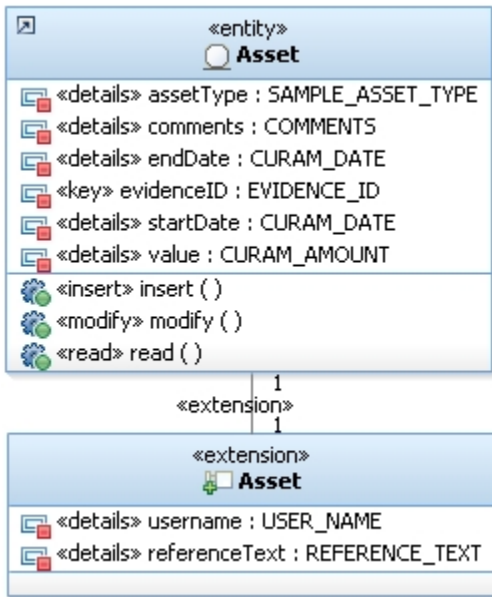 «entity»
Asset
«details» assetType : SAMPLE_ASSET_TYPE
«details» comments : COMMENTS
«details» endDate : CURAM_DATE
«key» evidenceID : EVIDENCE_ID
«details» startDate : CURAM_DATE
«details» value : CURAM_AMOUNT
«insert» insert ( )
«modify» modify ( )
«read» read ( )
1
«extension»
1
«extension»
Asset
«details» username : USER_NAME
«details» referenceText : REFERENCE_TEXT